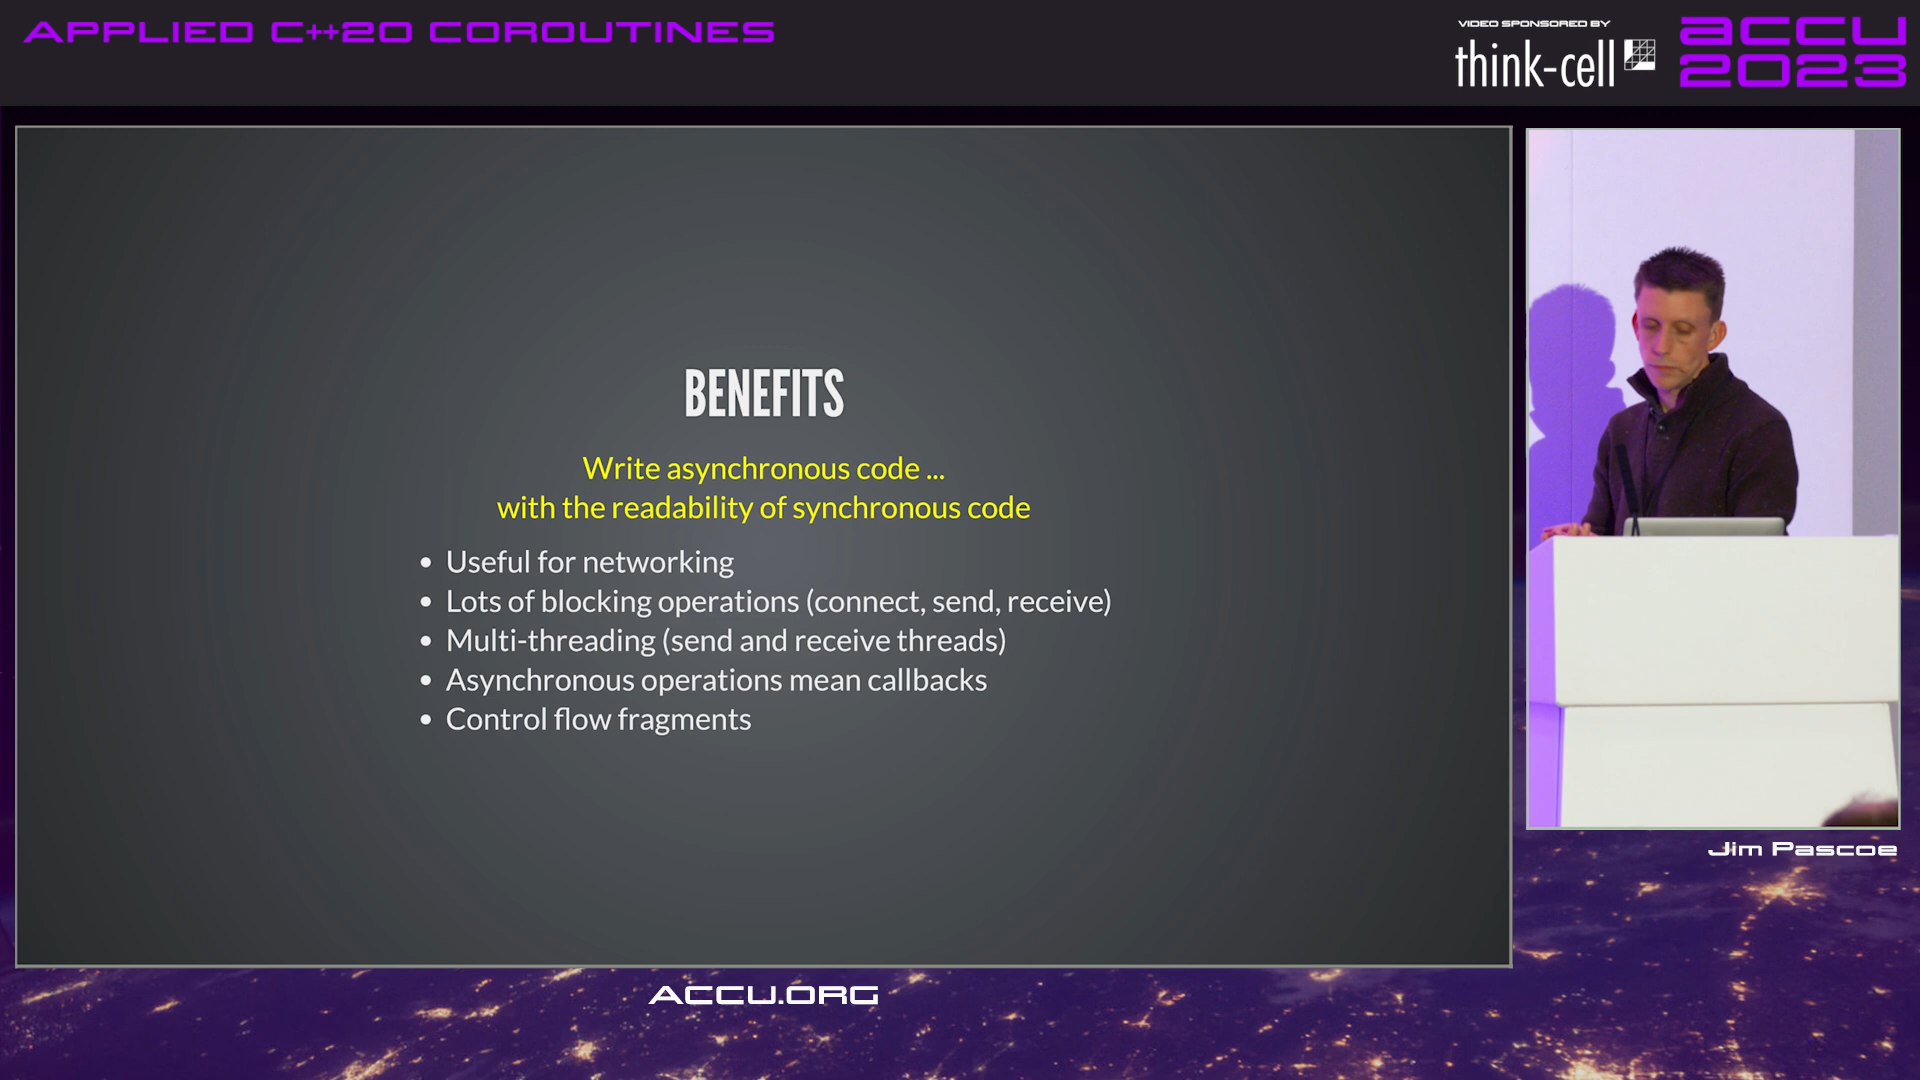 APPLIED C++20 COROUTINES
VIDEO SPONSORED BY
think-cell
accu
2023
BENEFITS
Write asynchronous code ...
with the readability of synchronous code
• Useful for networking
• Lots of blocking operations (connect, send, receive)
• Multi-threading (send and receive threads)
• Asynchronous operations mean callbacks
• Control flow fragments
Jim Pascoe
ACCU.ORG